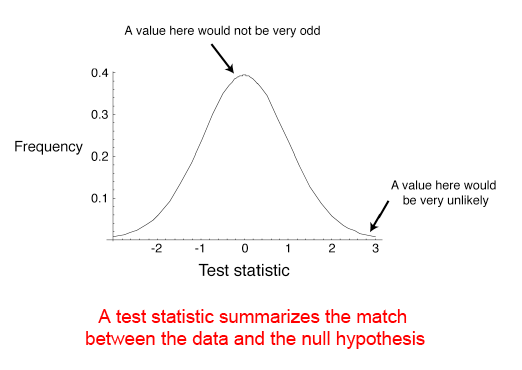 A value here would not be very odd
0.4
0.3
Frequency
0.2
A value here would
be very unlikely
0.1
-2
-1
0
1
2
3
Test statistic
A test statistic summarizes the match
between the data and the null hypothesis